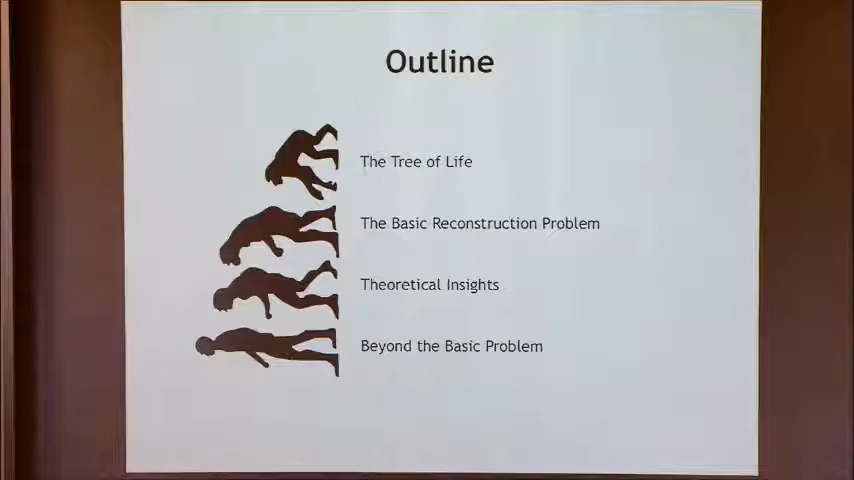 Outline
The Tree of Life
The Basic Reconstruction Problem
Theoretical Insights
Beyond the Basic Problem